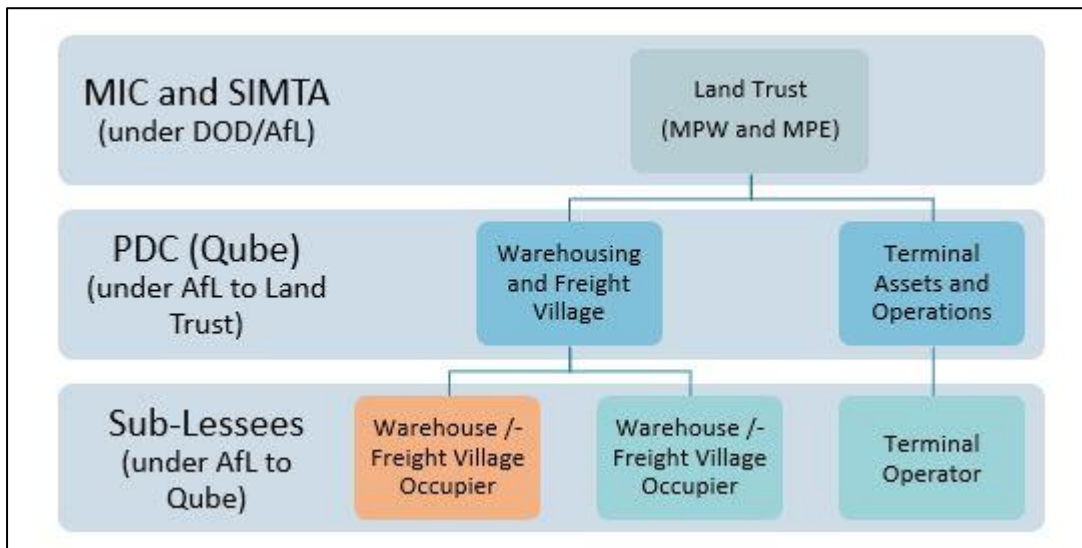 MIC and SIMTA
(under DOD/AfL)
Land Trust
(MPW and MPE)
PDC (Qube)
(under AfL to Land
Trust)
Warehousing
and Freight
Village
Terminal
Assets and
Operations
Sub-Lessees
(under AfL to
Qube)
Warehouse /-
Freight Village
Occupier
Warehouse /-
Freight Village
Occupier
Terminal
Operator